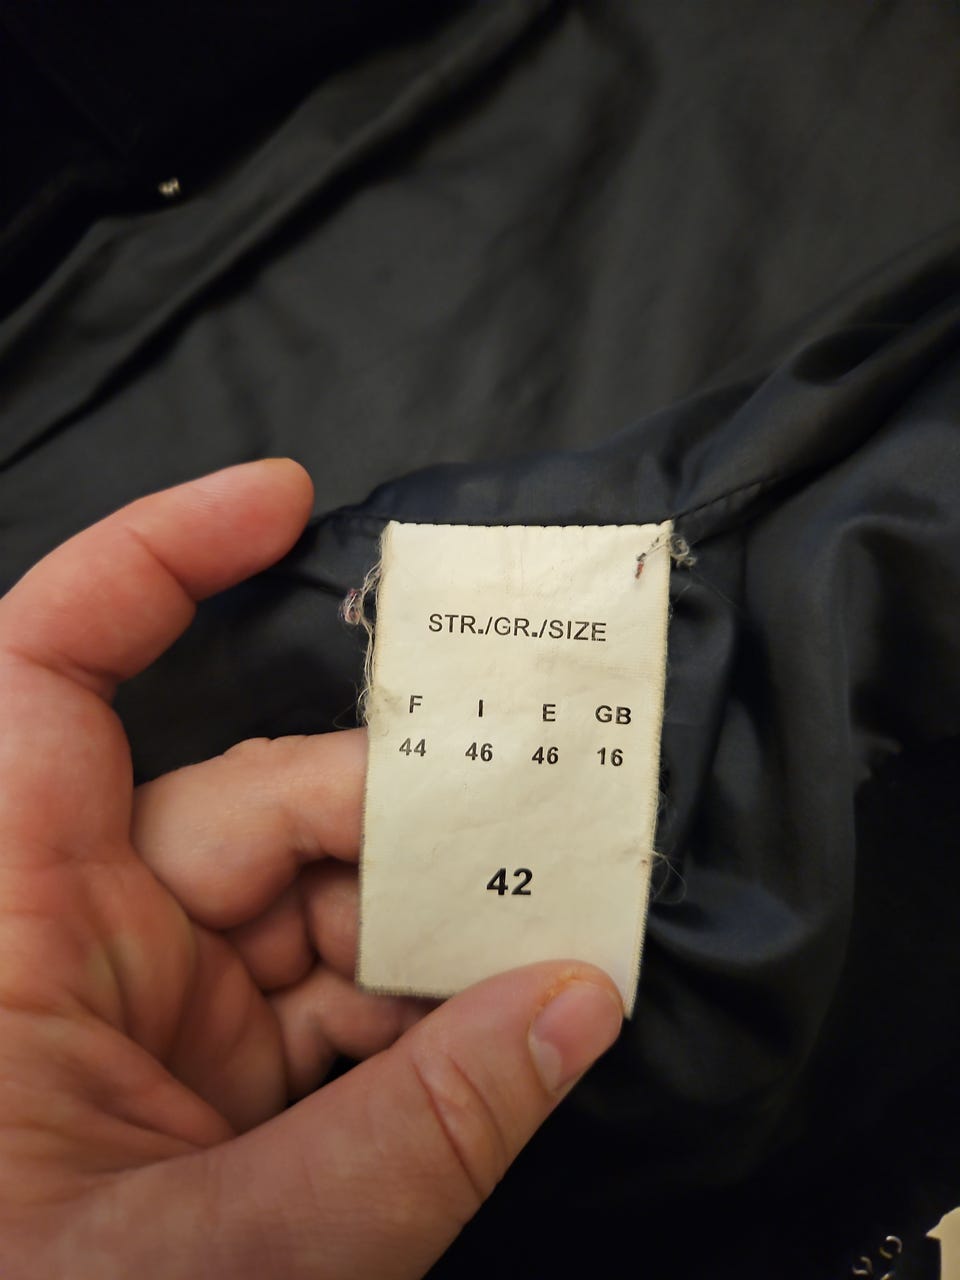 STR./GR./SIZE
F I E GB
44 46 46 16
42